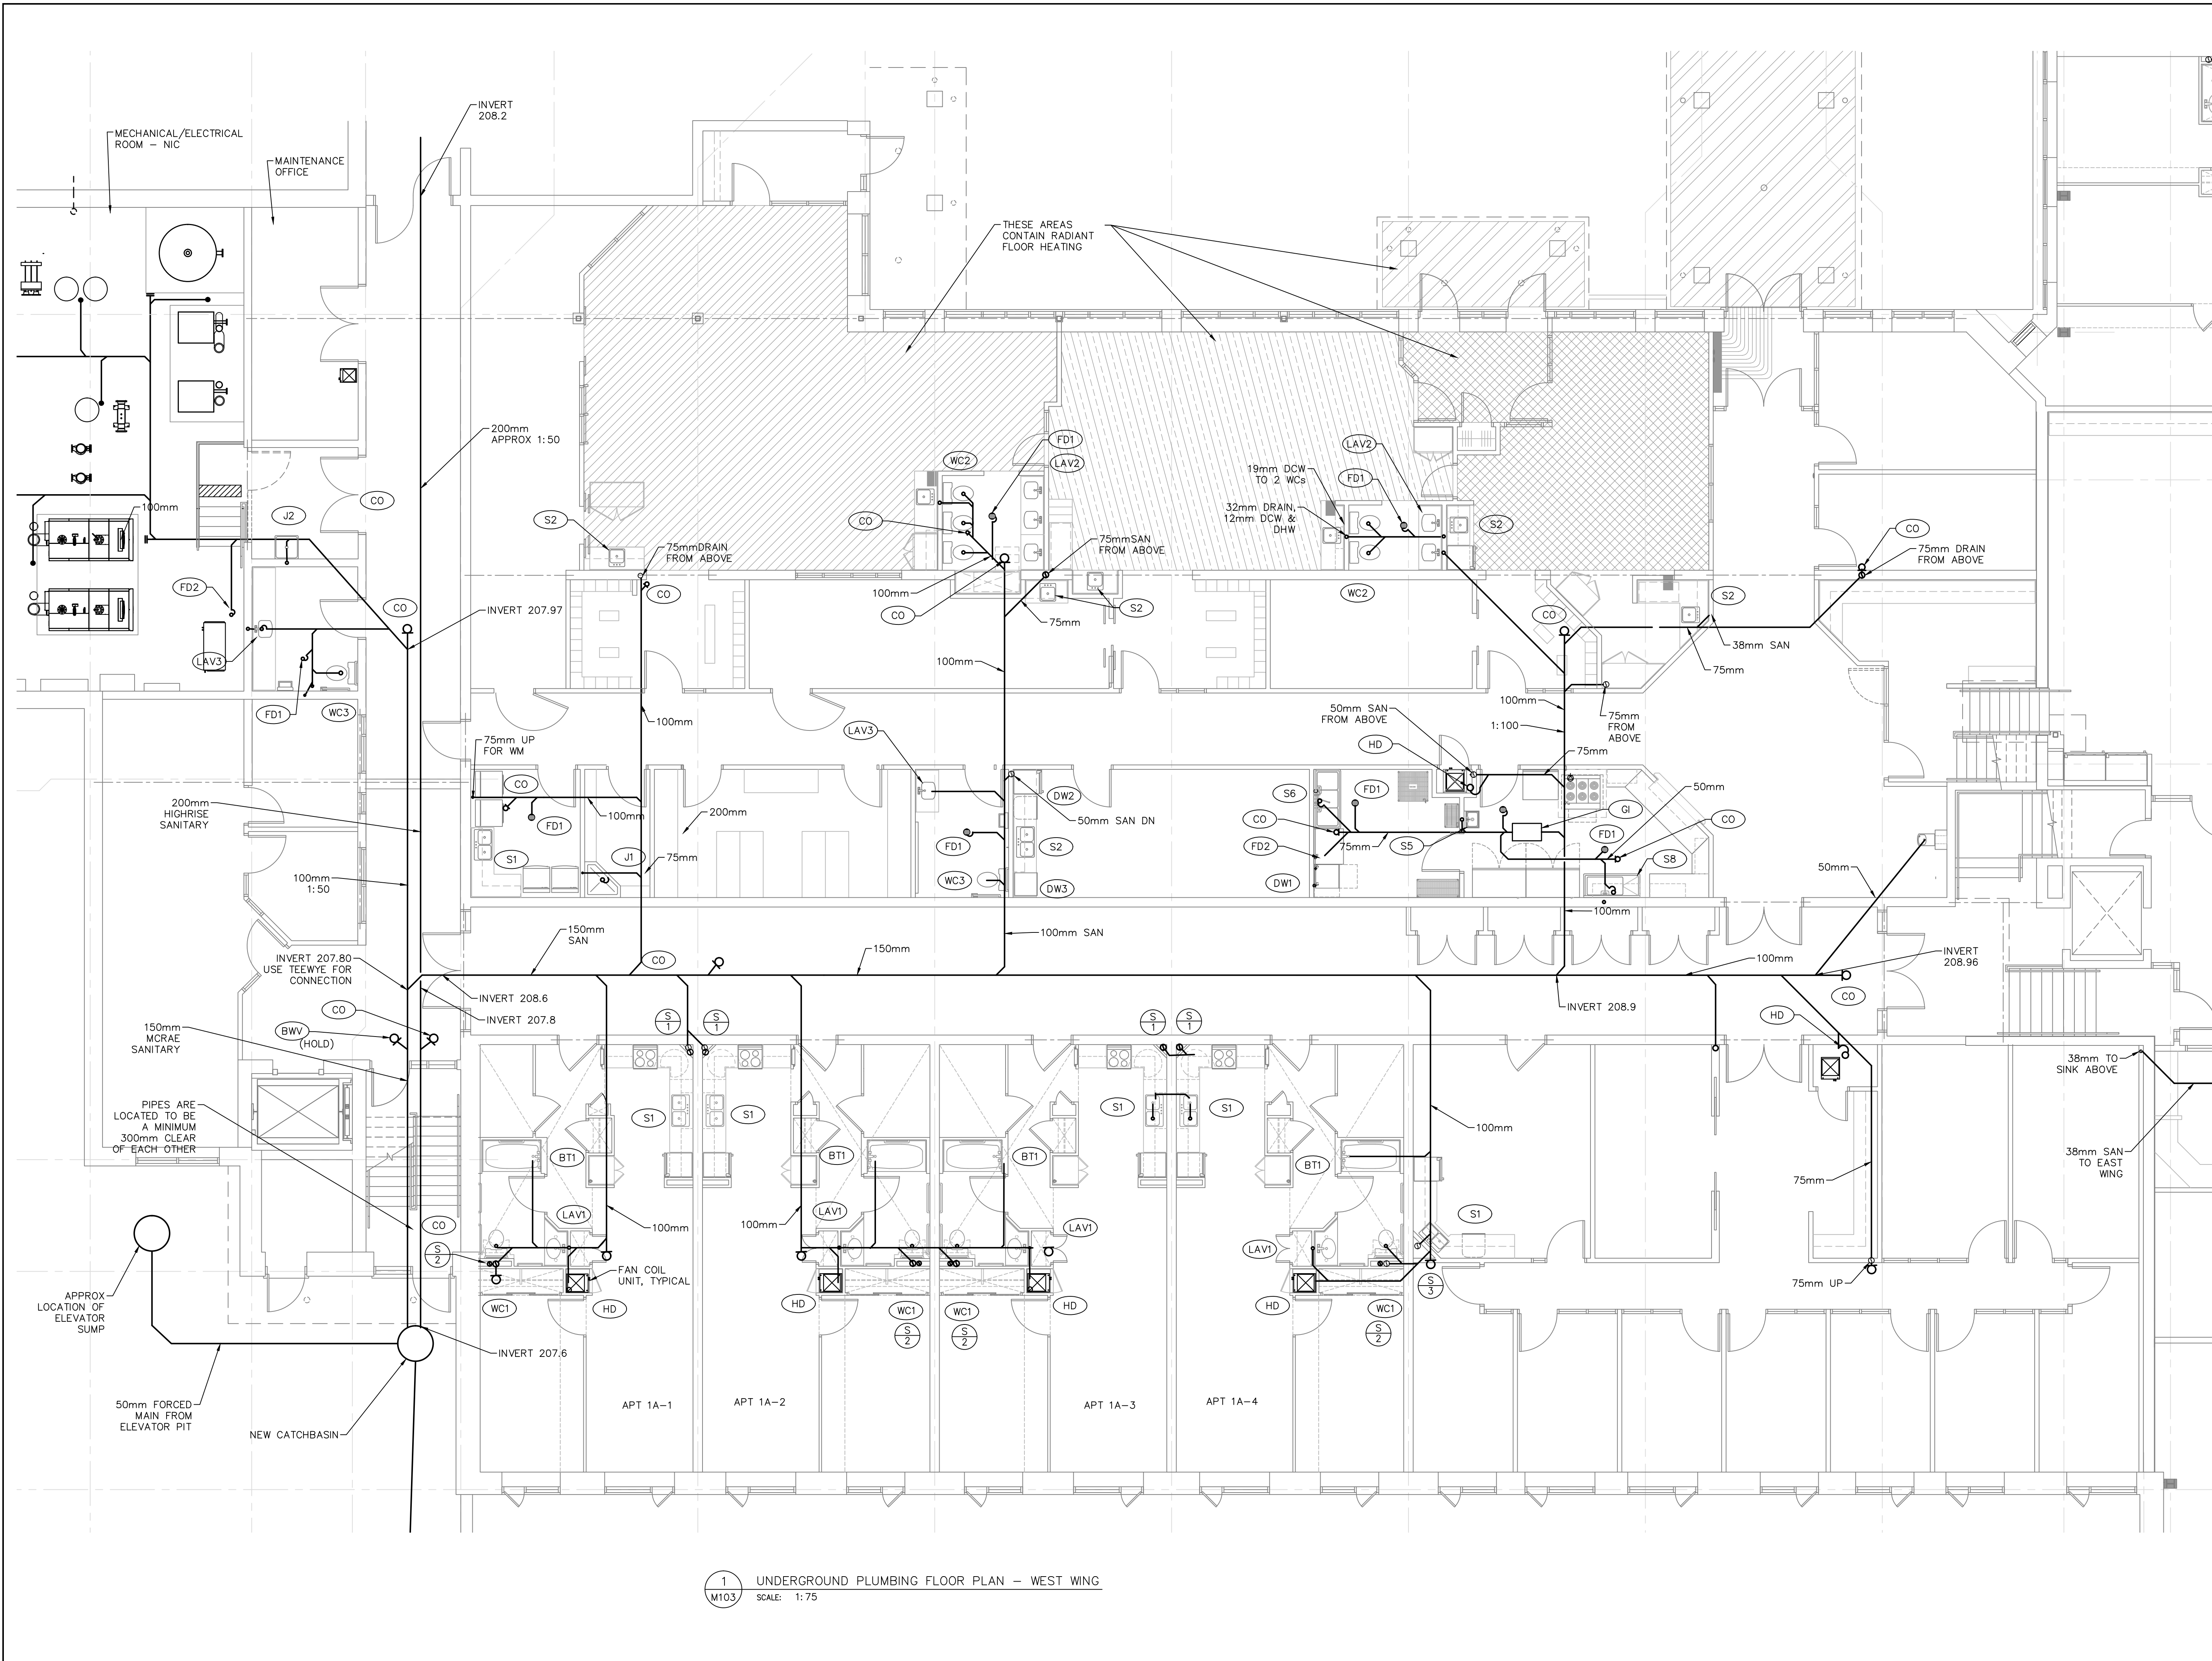 INVERT
208.2
MECHANICAL/ELECTRICAL
ROOM – NIC
MAINTENANCE
OFFICE
THESE AREAS
CONTAIN RADIANT
FLOOR HEATING
200mm
APPROX 1:50
FD1
WC2
LAV2
LAV2
19mm DCW
TO 2 WCs
FD1
CO
100mm
J2
S2
CO
32mm DRAIN,
12mm DCW &
DHW
S2
CO
75mmDRAIN
FROM ABOVE
75mmSAN
FROM ABOVE
75mm DRAIN
FROM ABOVE
FD2
CO
CO
100mm
WC2
S2
INVERT 207.97
CO
S2
CO
75mm
38mm SAN
LAV3
100mm
75mm
FD1
WC3
100mm
50mm SAN
FROM ABOVE
100mm
75mm
FROM
ABOVE
1:100
75mm UP
FOR WM
LAV3
HD
75mm
CO
DW2
S6
FD1
50mm
200mm
HIGHRISE
SANITARY
FD1
100mm
200mm
50mm SAN DN
CO
GI
CO
FD1
S1
J1
75mm
FD1
S2
FD2
75mm
S5
S8
100mm
1:50
WC3
DW3
DW1
50mm
100mm
150mm
SAN
100mm SAN
INVERT 207.80
USE TEEWYE FOR
CONNECTION
CO
150mm
100mm
INVERT
208.96
INVERT 208.6
INVERT 208.9
CO
CO
INVERT 207.8
S
1
S
1
S
1
S
1
HD
BWV
(HOLD)
150mm
MCRAE
SANITARY
38mm TO
SINK ABOVE
PIPES ARE
LOCATED TO BE
A MINIMUM
300mm CLEAR
OF EACH OTHER
S1
S1
S1
S1
100mm
BT1
BT1
BT1
BT1
38mm SAN
TO EAST
WING
75mm
LAV1
LAV1
LAV1
S1
CO
100mm
100mm
S
2
LAV1
FAN COIL
UNIT, TYPICAL
S
3
75mm UP
APPROX
LOCATION OF
ELEVATOR
SUMP
WC1
HD
HD
WC1
WC1
HD
HD
WC1
S
2
S
2
S
2
INVERT 207.6
50mm FORCED
MAIN FROM
ELEVATOR PIT
APT 1A–1
APT 1A–2
APT 1A–3
APT 1A–4
NEW CATCHBASIN
1
M103
UNDERGROUND PLUMBING FLOOR PLAN – WEST WING
SCALE: 1:75